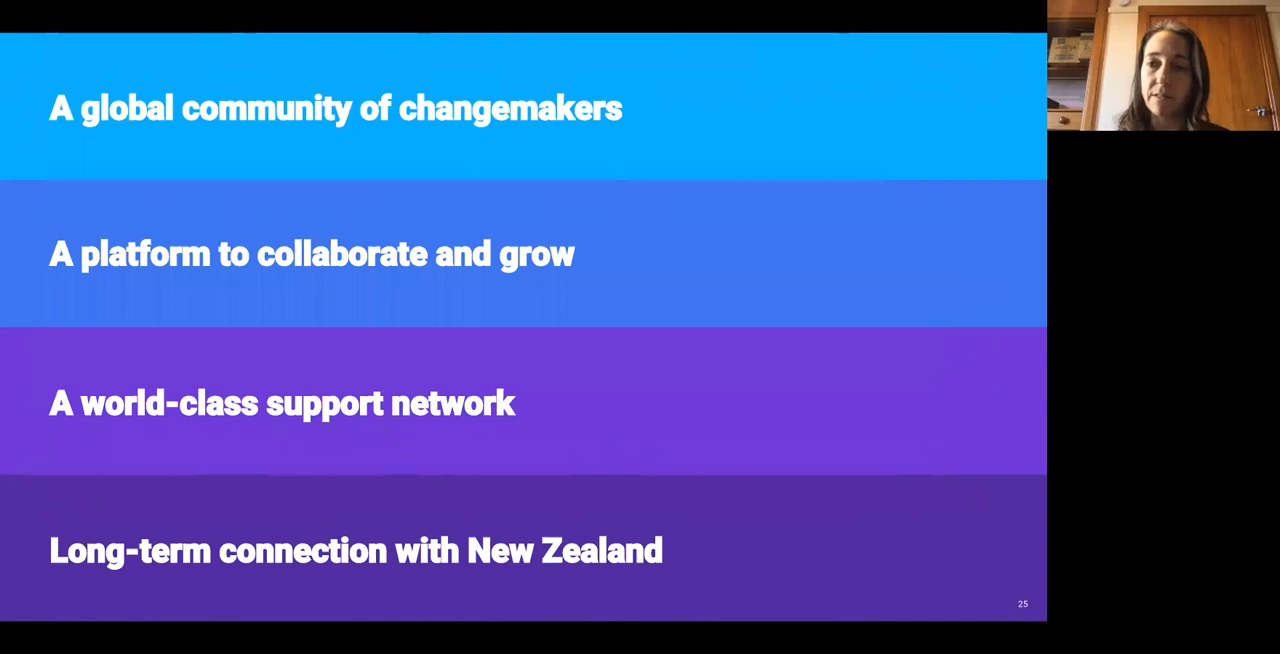 A global community of changemakers
A platform to collaborate and grow
A world-class support network
Long-term connection with New Zealand
25